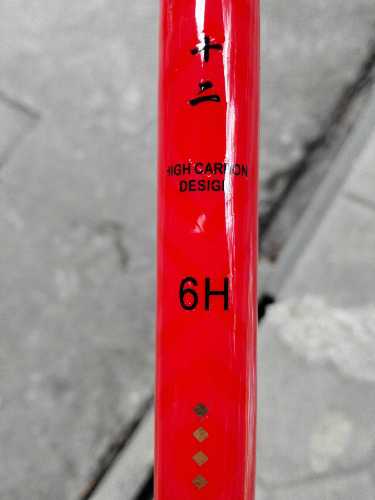 十
二
HIGH CARBON
DESIGN
6H